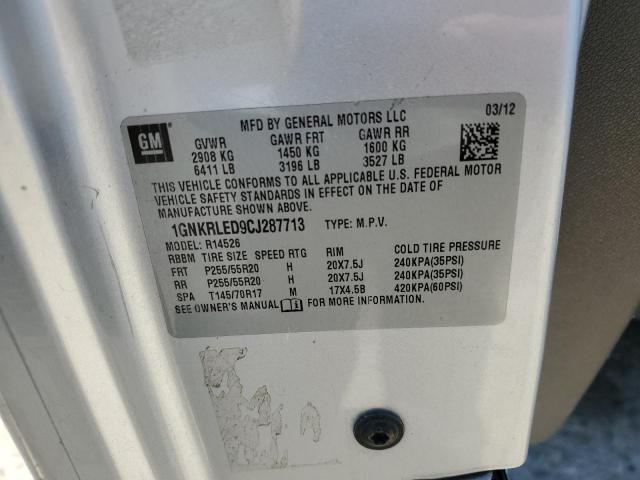 GM
MFD BY GENERAL MOTORS LLC 03/12
GVWR GAWR FRT GAWR RR
2908 KG 1450 KG 1600 KG
6411 LB 3196 LB 3527 LB
THIS VEHICLE CONFORMS TO ALL APPLICABLE U.S. FEDERAL MOTOR
VEHICLE SAFETY STANDARDS IN EFFECT ON THE DATE OF
MANUFACTURE SHOWN ABOVE.
1GNKRLED9CJ287713 TYPE: M.P.V.
MODEL: R14526
RBBM TIRE SIZE SPEED RTG RIM COLD TIRE PRESSURE
FRT P255/55R20 H 20X7.5J 240KPA(35PSI)
RR P255/55R20 H 20X7.5J 240KPA(35PSI)
SPA T145/70R17 M 17X4.5B 420KPA(60PSI)
SEE OWNER'S MANUAL FOR MORE INFORMATION.